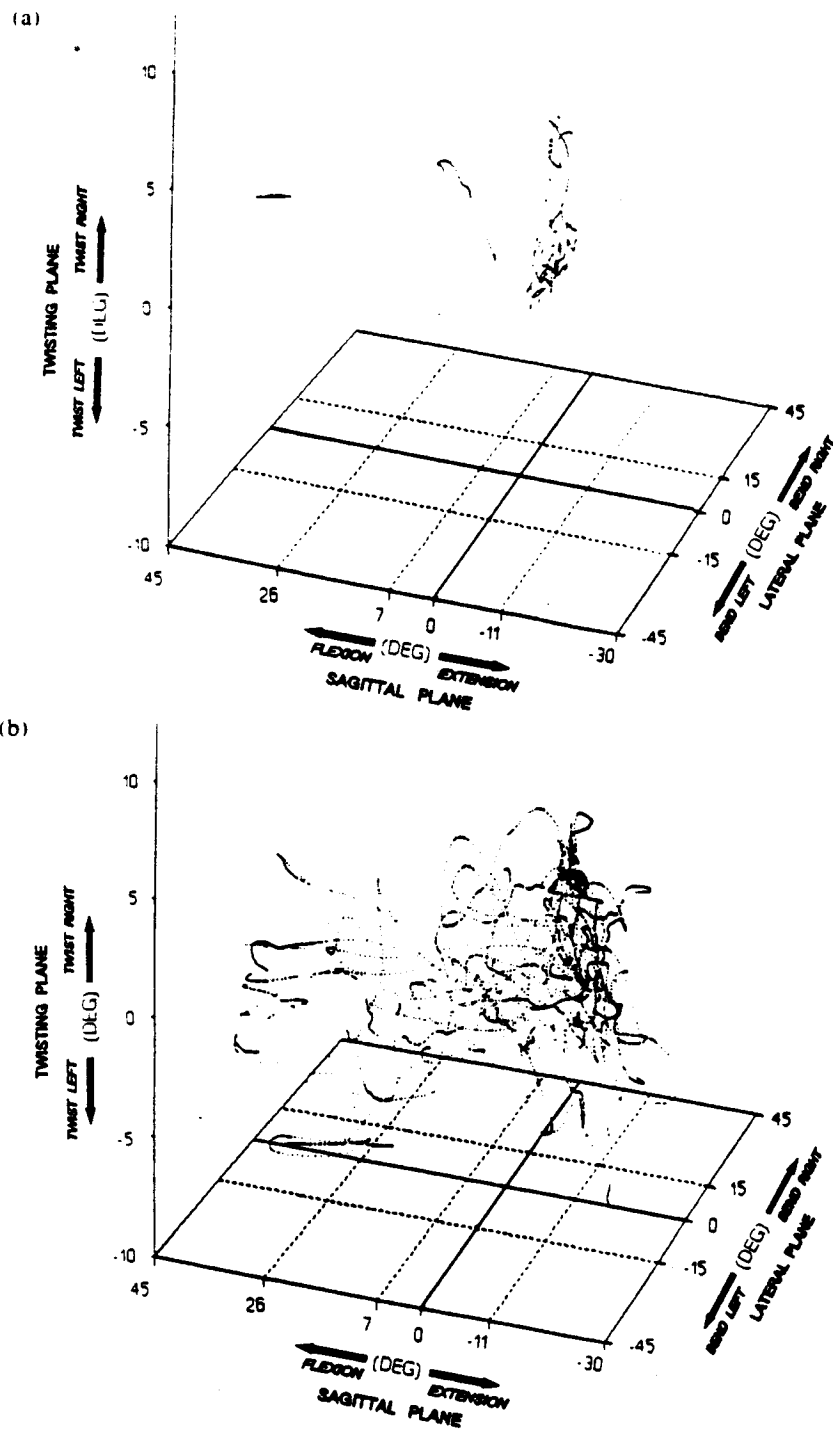 (a)
10
5
0
-5
-10
TWISTING PLANE
TWIST LEFT (DEG) TWIST RIGHT
45
26
7
0
-11
-30
FLEXION (DEG) EXTENSION
SAGITTAL PLANE
45
15
0
-15
-45
BEND LEFT (DEG) BEND RIGHT
LATERAL PLANE
(b)
10
5
0
-5
-10
TWISTING PLANE
TWIST LEFT (DEG) TWIST RIGHT
45
26
7
0
-11
-30
FLEXION (DEG) EXTENSION
SAGITTAL PLANE
45
15
0
-15
-45
BEND LEFT (DEG) BEND RIGHT
LATERAL PLANE